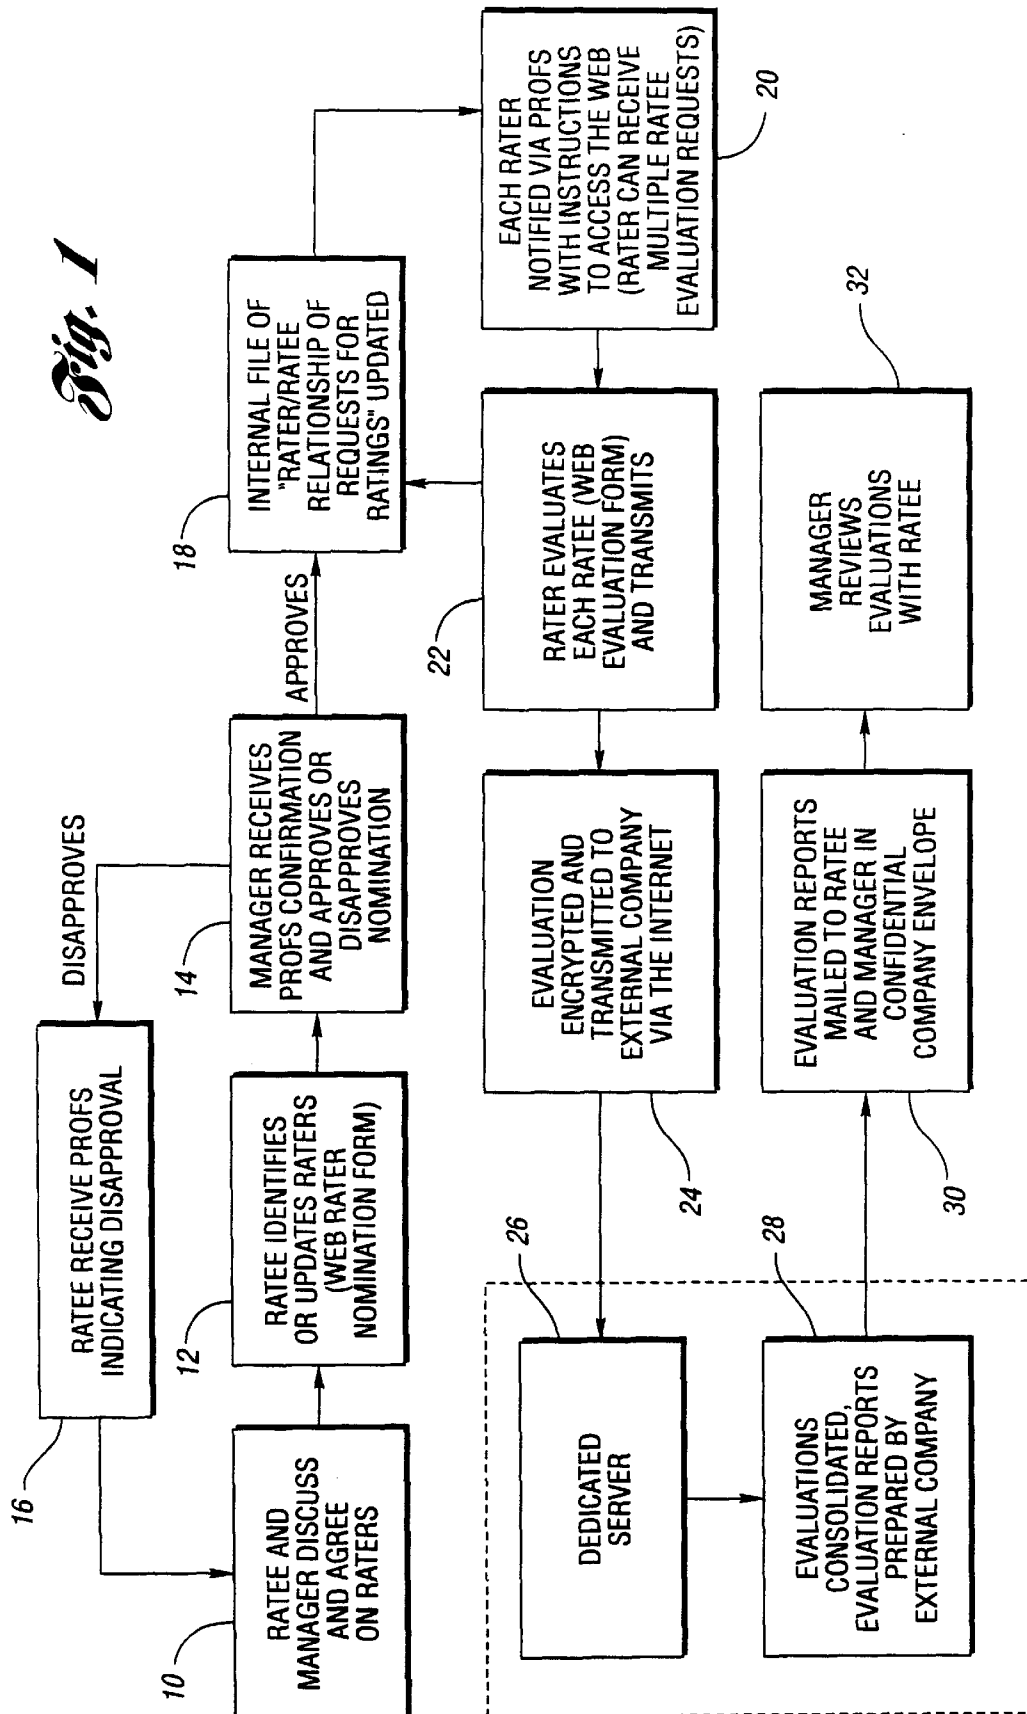 Fig. 1
16
RATEE RECEIVE PROFS
INDICATING DISAPPROVAL
DISAPPROVES
10
RATEE AND
MANAGER DISCUSS
AND AGREE
ON RATERS
12
RATEE IDENTIFIES
OR UPDATES RATERS
(WEB RATER
NOMINATION FORM)
14
MANAGER RECEIVES
PROFS CONFIRMATION
AND APPROVES OR
DISAPPROVES
NOMINATION
APPROVES
18
INTERNAL FILE OF
"RATER/RATEE
RELATIONSHIP OF
REQUESTS FOR
RATINGS" UPDATED
EACH RATER
NOTIFIED VIA PROFS
WITH INSTRUCTIONS
TO ACCESS THE WEB
(RATER CAN RECEIVE
MULTIPLE RATEE
EVALUATION REQUESTS)
20
22
RATER EVALUATES
EACH RATEE (WEB
EVALUATION FORM)
AND TRANSMITS
EVALUATION
ENCRYPTED AND
TRANSMITTED TO
EXTERNAL COMPANY
VIA THE INTERNET
24
26
DEDICATED
SERVER
28
EVALUATIONS
CONSOLIDATED,
EVALUATION REPORTS
PREPARED BY
EXTERNAL COMPANY
EVALUATION REPORTS
MAILED TO RATEE
AND MANAGER IN
CONFIDENTIAL
COMPANY ENVELOPE
30
32
MANAGER
REVIEWS
EVALUATIONS
WITH RATEE